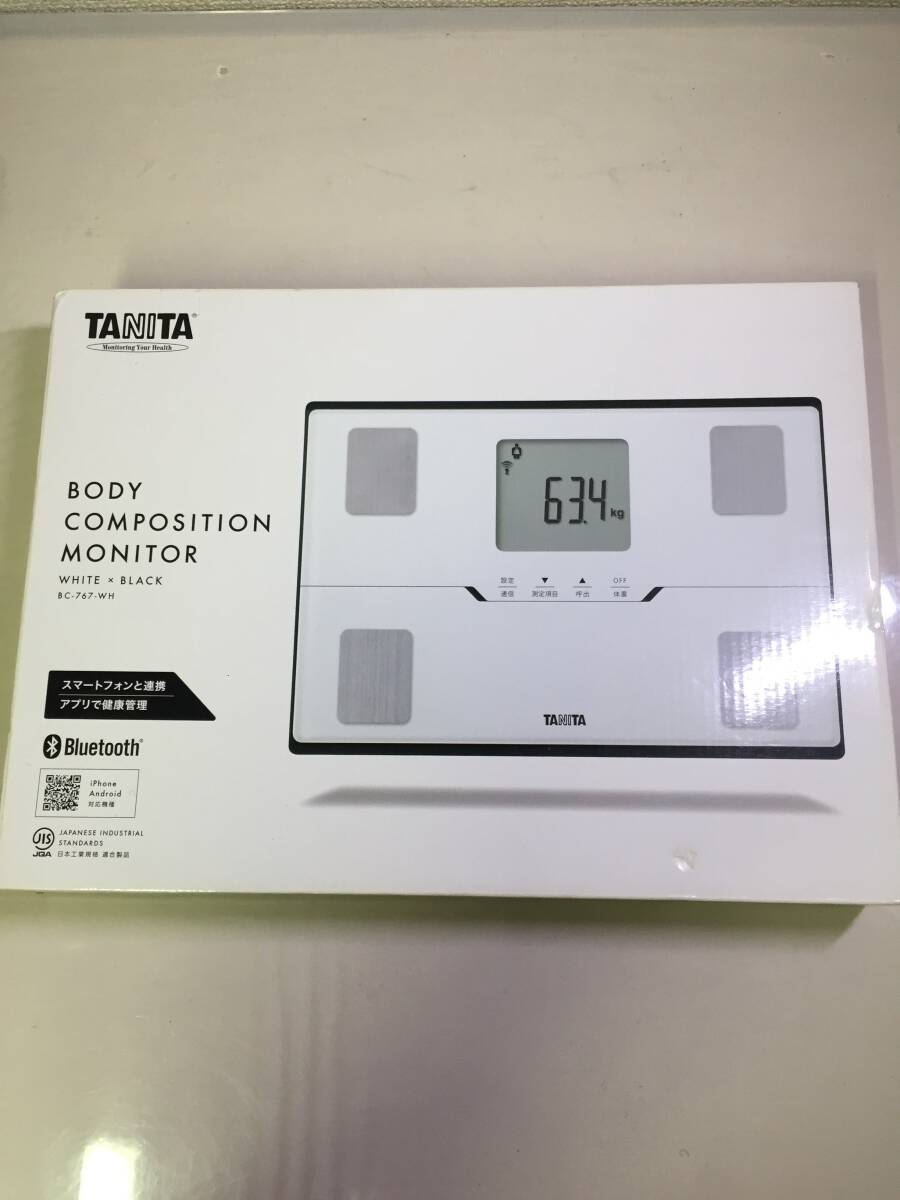 TANITA®
Monitoring Your Health
BODY
COMPOSITION
MONITOR
WHITE × BLACK
BC-767-WH
63.4 kg
設定 ▼ ▲ OFF
通信 測定項目 呼出 体重
TANITA
スマートフォンと連携
アプリで健康管理
Bluetooth®
iPhone
Android
対応機種
JIS
JQA
JAPANESE INDUSTRIAL
STANDARDS
日本工業規格 適合製品